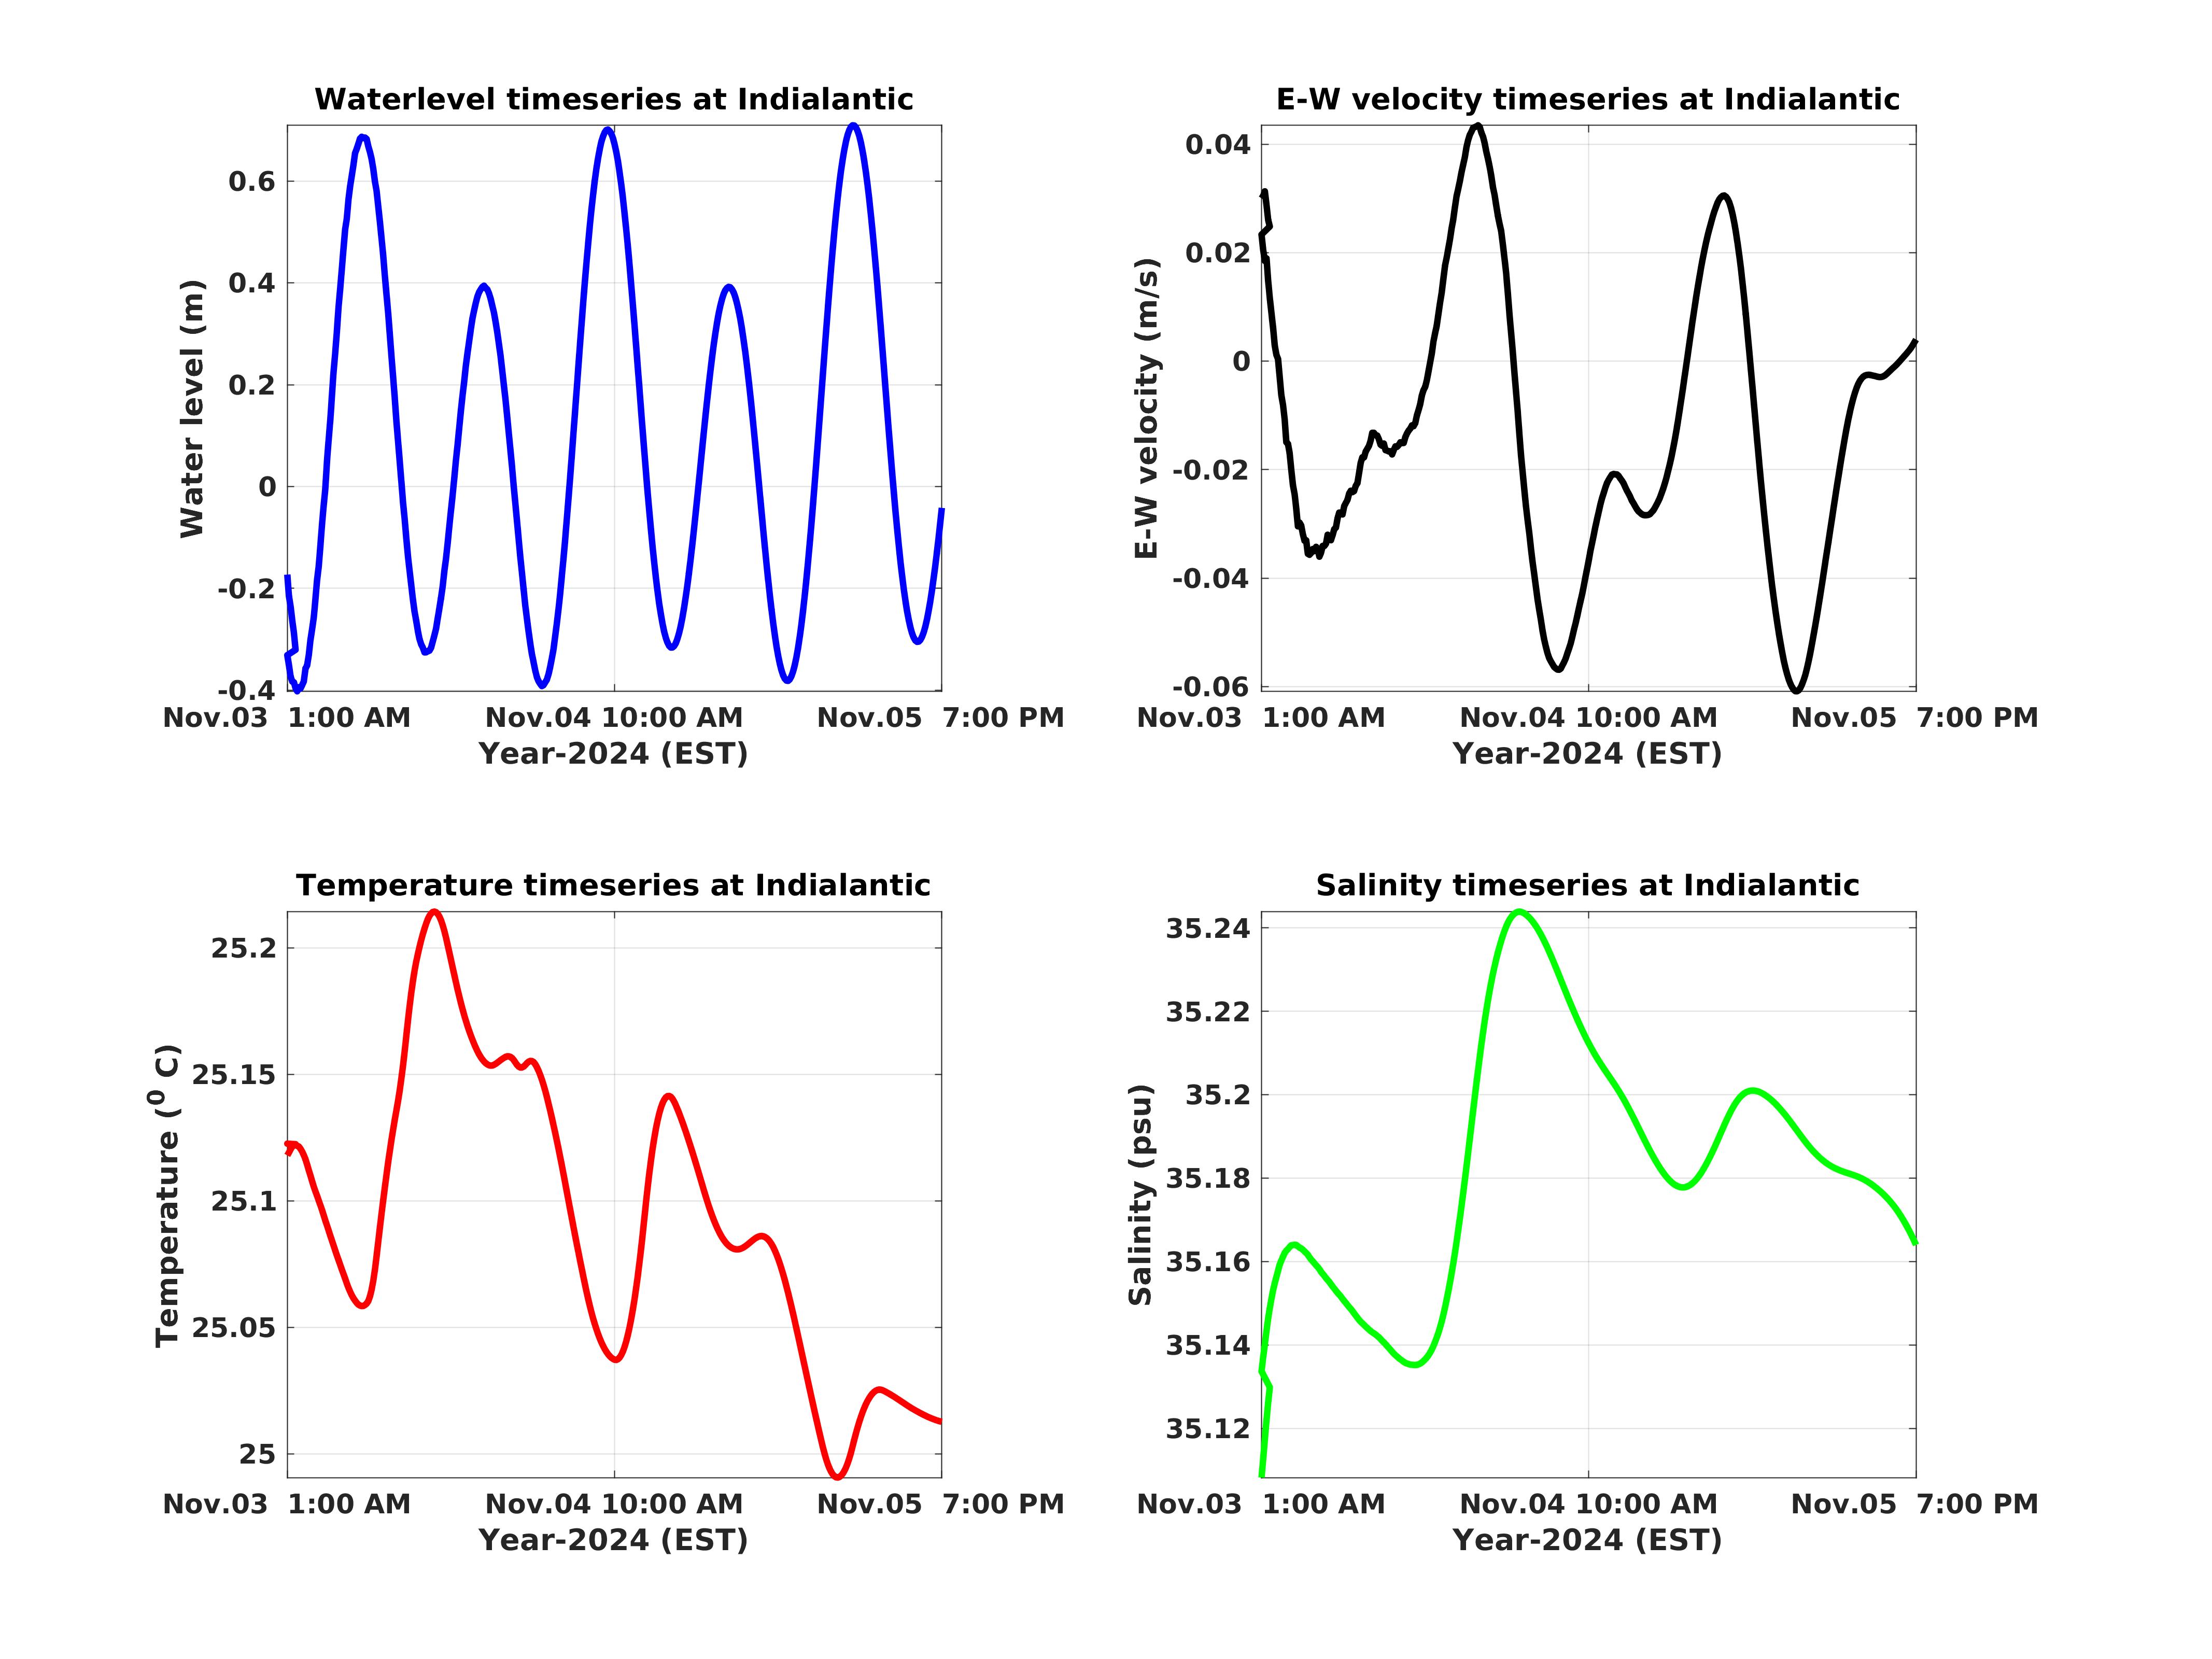 Waterlevel timeseries at Indialantic
Water level (m)
0.6
0.4
0.2
0
-0.2
-0.4
Nov.03 1:00 AM Nov.04 10:00 AM Nov.05 7:00 PM
Year-2024 (EST)
E-W velocity timeseries at Indialantic
E-W velocity (m/s)
0.04
0.02
0
-0.02
-0.04
-0.06
Nov.03 1:00 AM Nov.04 10:00 AM Nov.05 7:00 PM
Year-2024 (EST)
Temperature timeseries at Indialantic
Temperature (⁰ C)
25.2
25.15
25.1
25.05
25
Nov.03 1:00 AM Nov.04 10:00 AM Nov.05 7:00 PM
Year-2024 (EST)
Salinity timeseries at Indialantic
Salinity (psu)
35.24
35.22
35.2
35.18
35.16
35.14
35.12
Nov.03 1:00 AM Nov.04 10:00 AM Nov.05 7:00 PM
Year-2024 (EST)